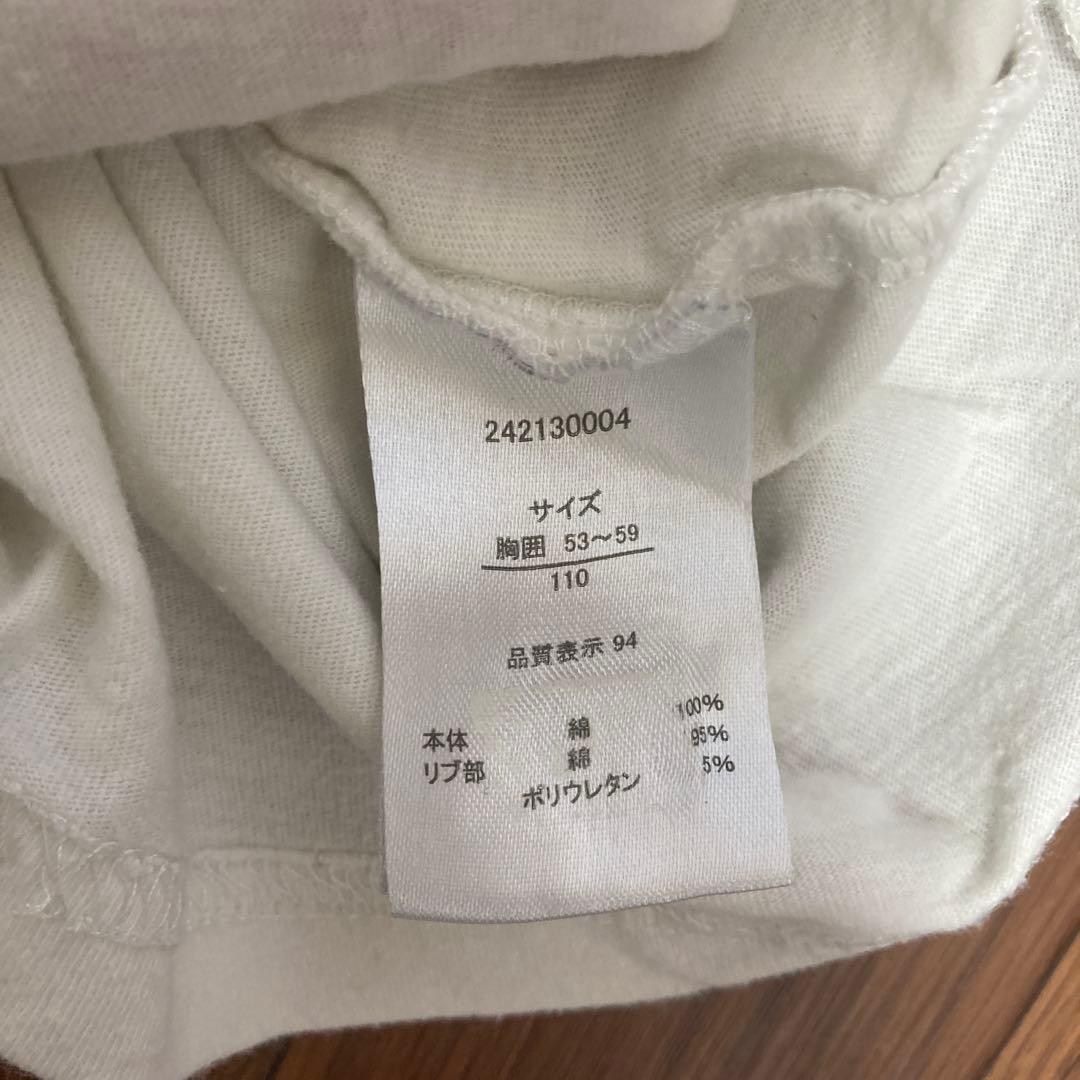 242130004
サイズ
胸囲 53～59
110
品質表示 94
本体 綿 100%
リブ部 綿 95%
ポリウレタン 5%